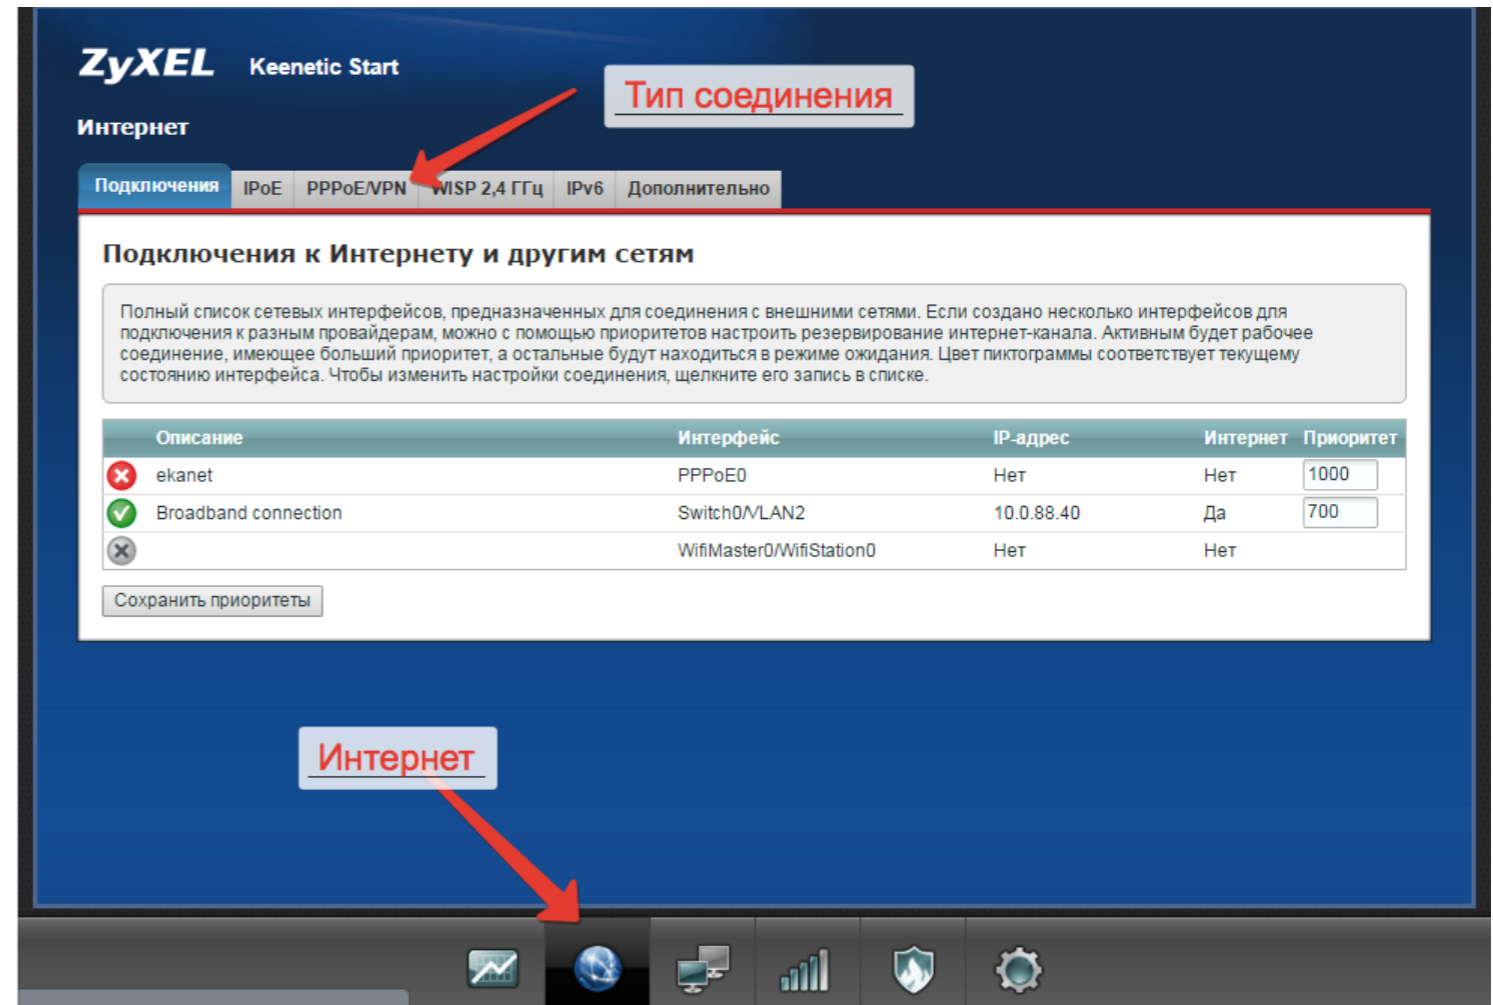 ZyXEL Keenetic Start
Тип соединения
Интернет
Подключения IPoE PPPoE/VPN WISP 2,4 ГГц IPv6 Дополнительно
Подключения к Интернету и другим сетям
Полный список сетевых интерфейсов, предназначенных для соединения с внешними сетями. Если создано несколько интерфейсов для
подключения к разным провайдерам, можно с помощью приоритетов настроить резервирование интернет-канала. Активным будет рабочее
соединение, имеющее больший приоритет, а остальные будут находиться в режиме ожидания. Цвет пиктограммы соответствует текущему
состоянию интерфейса. Чтобы изменить настройки соединения, щелкните его запись в списке.
Описание Интерфейс IP-адрес Интернет Приоритет
ekanet PPPoE0 Нет Нет 1000
Broadband connection Switch0/VLAN2 10.0.88.40 Да 700
WifiMaster0/WifiStation0 Нет Нет
Сохранить приоритеты
Интернет